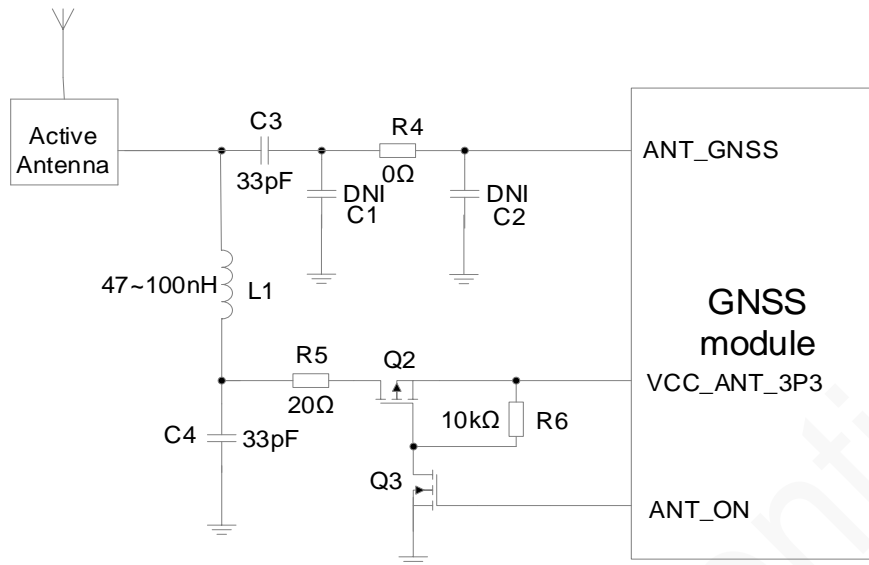 Active
Antenna
C3
33pF
R4
0Ω
DNI
C1
DNI
C2
ANT_GNSS
47~100nH
L1
GNSS
module
R5
20Ω
Q2
VCC_ANT_3P3
10kΩ
R6
C4
33pF
Q3
ANT_ON